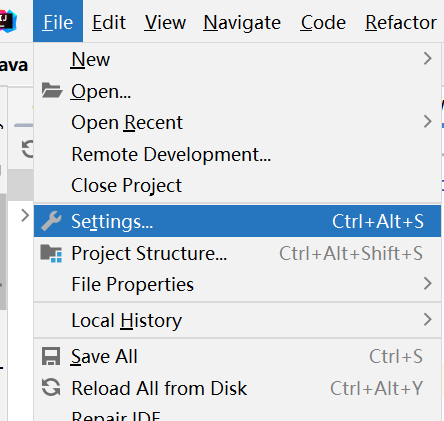 File Edit View Navigate Code Refactor
ava
New
Open...
Open Recent
Remote Development...
Close Project
Settings... Ctrl+Alt+S
Project Structure... Ctrl+Alt+Shift+S
File Properties
Local History
Save All Ctrl+S
Reload All from Disk Ctrl+Alt+Y
Repair IDE